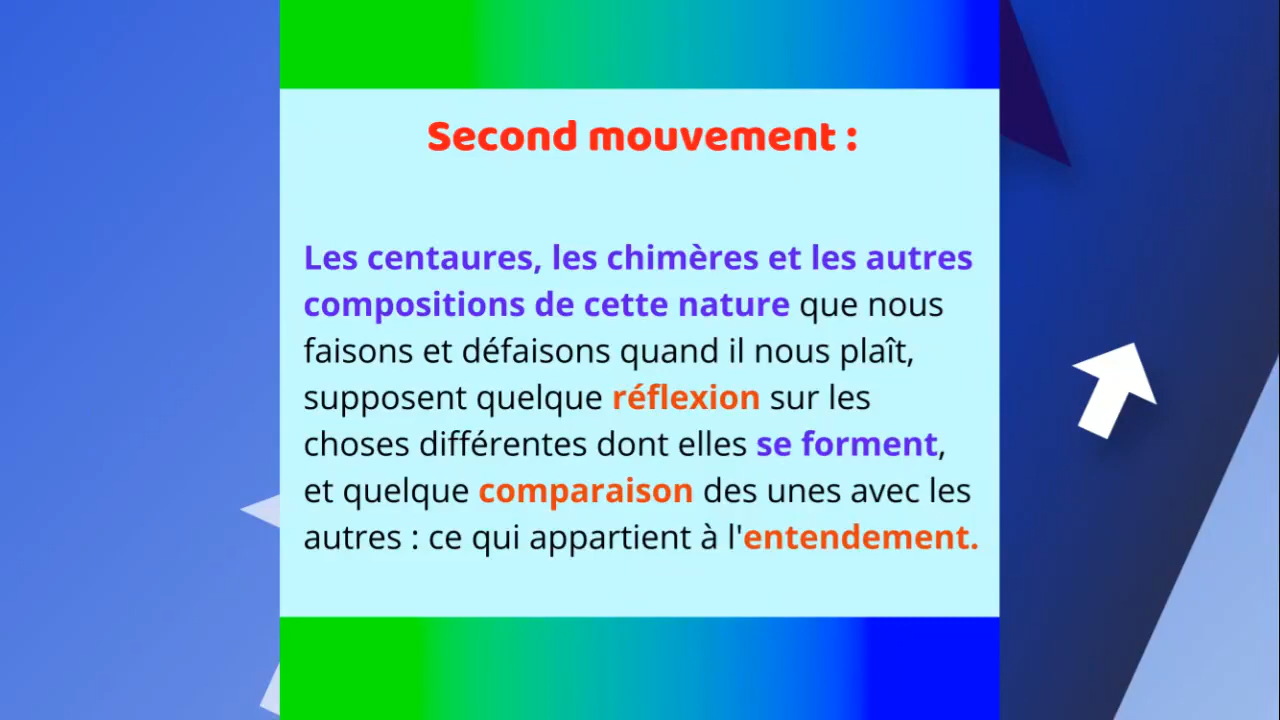 Second mouvement :
Les centaures, les chimères et les autres
compositions de cette nature que nous
faisons et défaisons quand il nous plaît,
supposent quelque réflexion sur les
choses différentes dont elles se forment,
et quelque comparaison des unes avec les
autres : ce qui appartient à l'entendement.